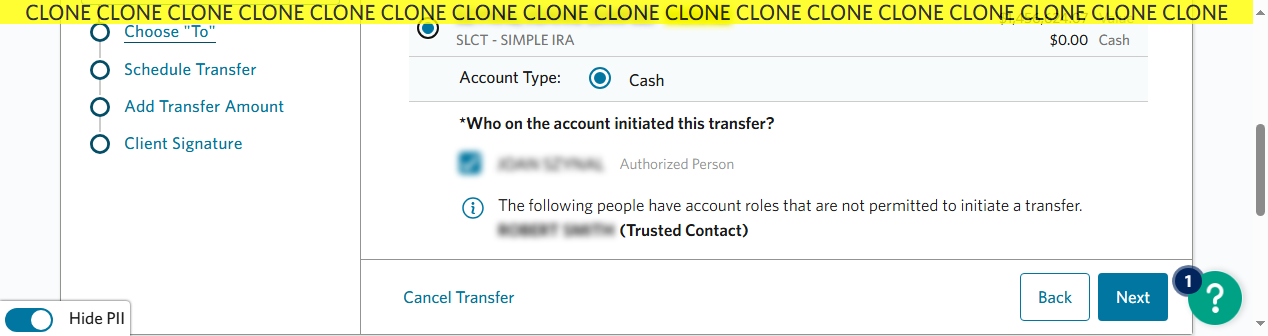 CLONE CLONE CLONE CLONE CLONE CLONE CLONE CLONE CLONE CLONE CLONE CLONE CLONE CLONE CLONE CLONE CLONE
Choose "To"
Schedule Transfer
Add Transfer Amount
Client Signature
SLCT - SIMPLE IRA
$0.00 Cash
Account Type: Cash
*Who on the account initiated this transfer?
Authorized Person
The following people have account roles that are not permitted to initiate a transfer.
(Trusted Contact)
Cancel Transfer
Back
Next
1
?
Hide PII